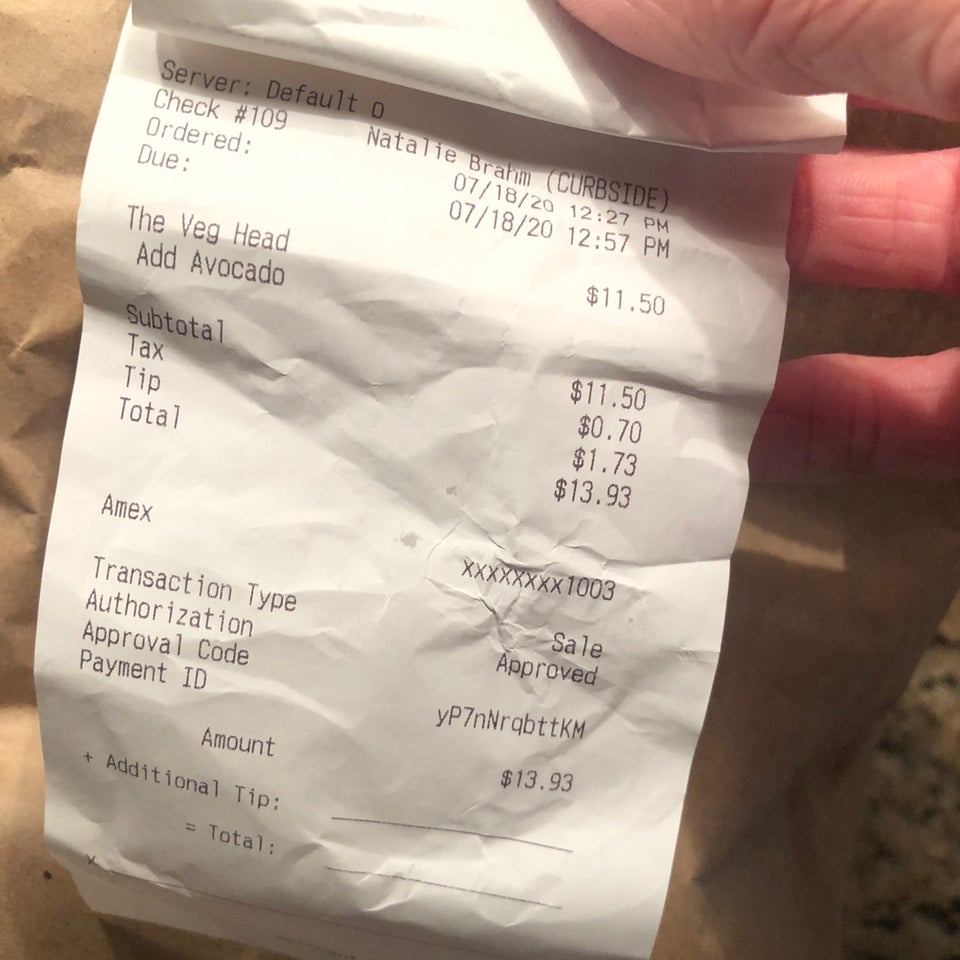 Server: Default O
Check #109 Natalie Brahm (CURBSIDE)
Ordered: 07/18/20 12:27 PM
Due: 07/18/20 12:57 PM
The Veg Head $11.50
Add Avocado
Subtotal $11.50
Tax $0.70
Tip $1.73
Total $13.93
Amex xxxxxxxx1003
Transaction Type Sale
Authorization Approved
Approval Code
Payment ID yP7nNrqbttKM
Amount $13.93
+ Additional Tip:
= Total:
x